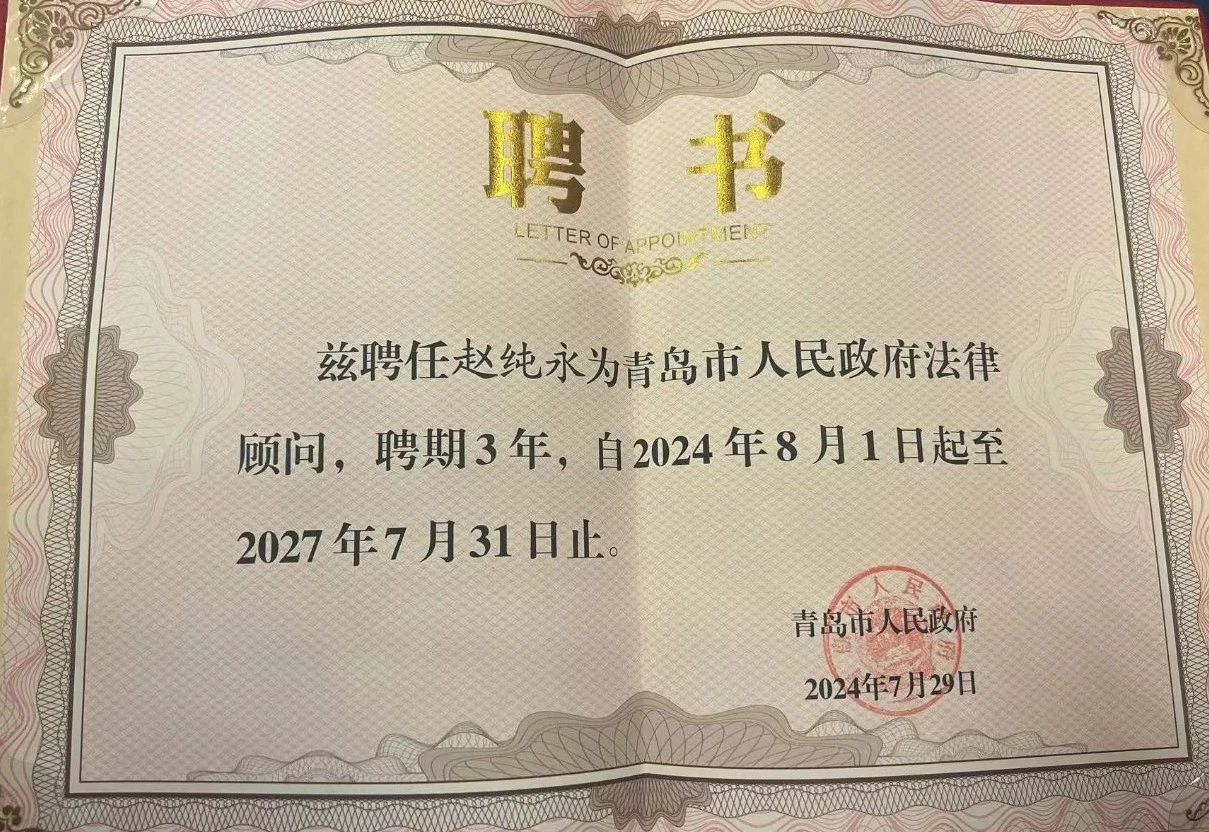 聘 书
LETTER OF APPOINTMENT
兹聘任赵纯永为青岛市人民政府法律
顾问，聘期3年，自2024年8月1日起至
2027年7月31日止。
青岛市人民政府
2024年7月29日